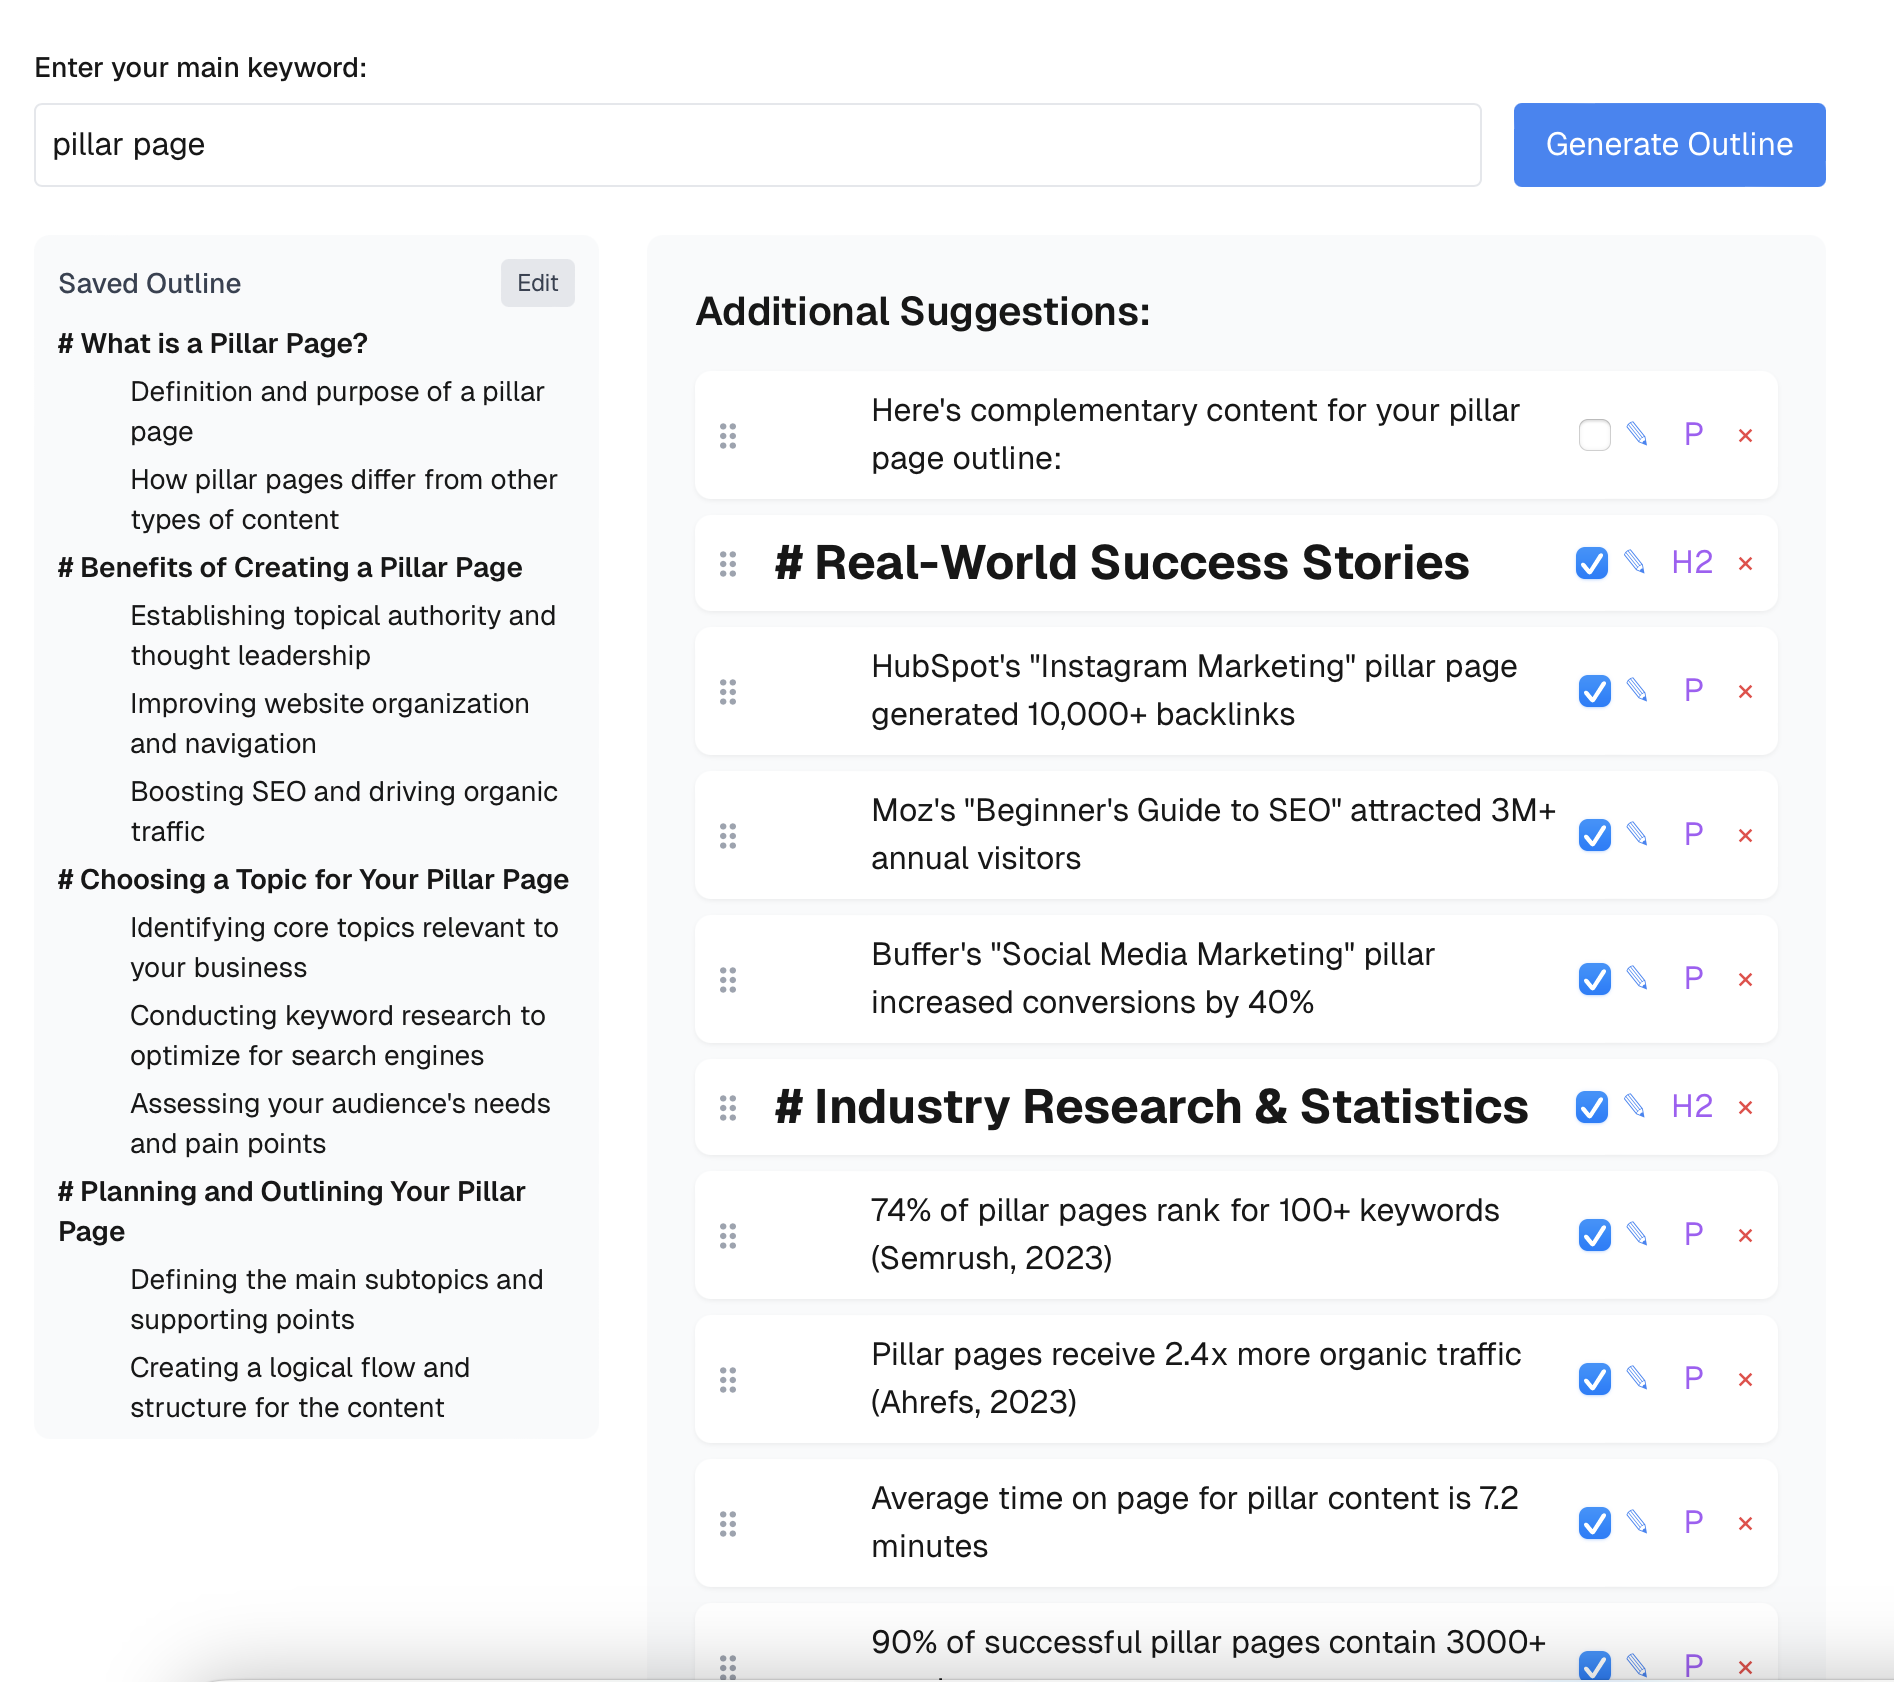 Enter your main keyword:
pillar page
Generate Outline
Saved Outline
Edit
# What is a Pillar Page?
Definition and purpose of a pillar
page
How pillar pages differ from other
types of content
# Benefits of Creating a Pillar Page
Establishing topical authority and
thought leadership
Improving website organization
and navigation
Boosting SEO and driving organic
traffic
# Choosing a Topic for Your Pillar Page
Identifying core topics relevant to
your business
Conducting keyword research to
optimize for search engines
Assessing your audience's needs
and pain points
# Planning and Outlining Your Pillar
Page
Defining the main subtopics and
supporting points
Creating a logical flow and
structure for the content
Additional Suggestions:
Here's complementary content for your pillar
page outline:
P ×
# Real-World Success Stories
H2 ×
HubSpot's "Instagram Marketing" pillar page
generated 10,000+ backlinks
P ×
Moz's "Beginner's Guide to SEO" attracted 3M+
annual visitors
P ×
Buffer's "Social Media Marketing" pillar
increased conversions by 40%
P ×
# Industry Research & Statistics
H2 ×
74% of pillar pages rank for 100+ keywords
(Semrush, 2023)
P ×
Pillar pages receive 2.4x more organic traffic
(Ahrefs, 2023)
P ×
Average time on page for pillar content is 7.2
minutes
P ×
90% of successful pillar pages contain 3000+
P ×